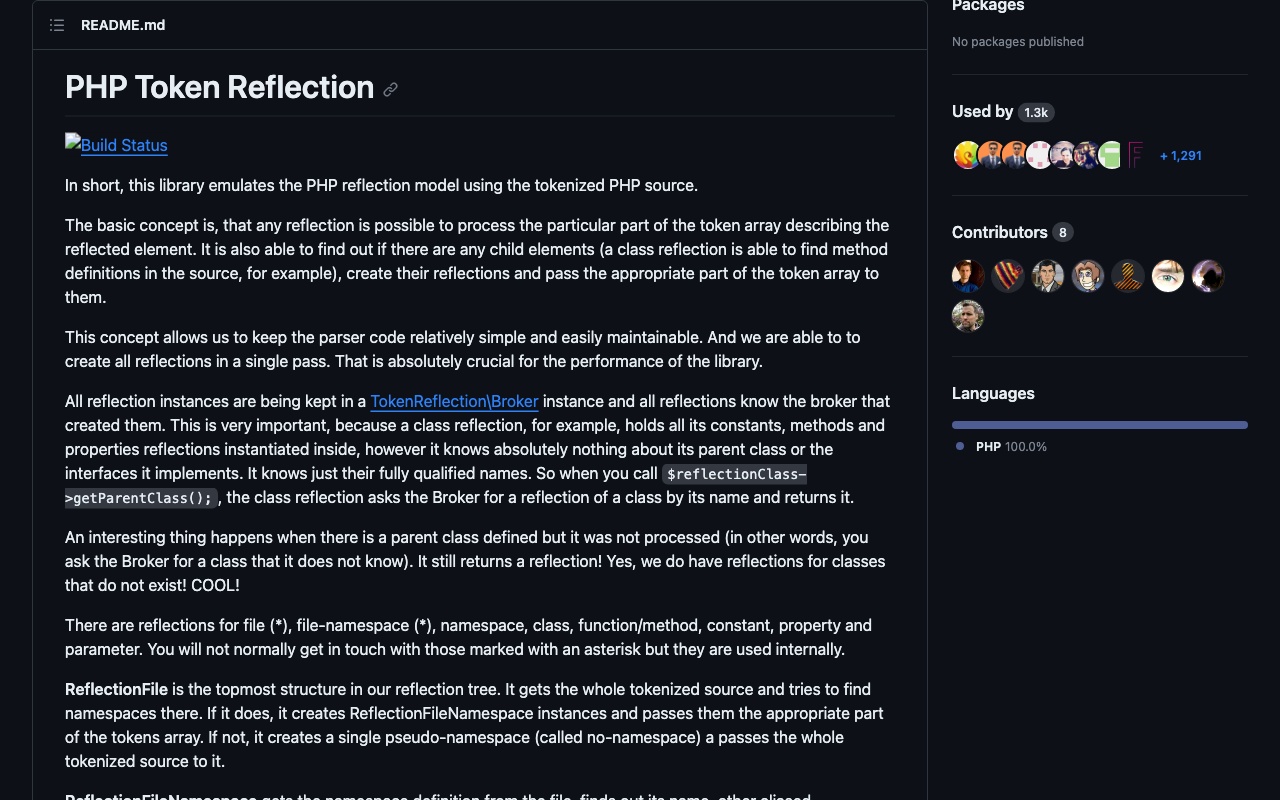 README.md
PHP Token Reflection
Build Status
In short, this library emulates the PHP reflection model using the tokenized PHP source.
The basic concept is, that any reflection is possible to process the particular part of the token array describing the
reflected element. It is also able to find out if there are any child elements (a class reflection is able to find method
definitions in the source, for example), create their reflections and pass the appropriate part of the token array to
them.
This concept allows us to keep the parser code relatively simple and easily maintainable. And we are able to to
create all reflections in a single pass. That is absolutely crucial for the performance of the library.
All reflection instances are being kept in a TokenReflection\Broker instance and all reflections know the broker that
created them. This is very important, because a class reflection, for example, holds all its constants, methods and
properties reflections instantiated inside, however it knows absolutely nothing about its parent class or the
interfaces it implements. It knows just their fully qualified names. So when you call $reflectionClass-
>getParentClass(); , the class reflection asks the Broker for a reflection of a class by its name and returns it.
An interesting thing happens when there is a parent class defined but it was not processed (in other words, you
ask the Broker for a class that it does not know). It still returns a reflection! Yes, we do have reflections for classes
that do not exist! COOL!
There are reflections for file (*), file-namespace (*), namespace, class, function/method, constant, property and
parameter. You will not normally get in touch with those marked with an asterisk but they are used internally.
ReflectionFile is the topmost structure in our reflection tree. It gets the whole tokenized source and tries to find
namespaces there. If it does, it creates ReflectionFileNamespace instances and passes them the appropriate part
of the tokens array. If not, it creates a single pseudo-namespace (called no-namespace) a passes the whole
tokenized source to it.
ReflectionFileNamespace gets the namespace definition from the file, finds out its name, other aliased
Packages
No packages published
Used by 1.3k
+ 1,291
Contributors 8
Languages
PHP 100.0%